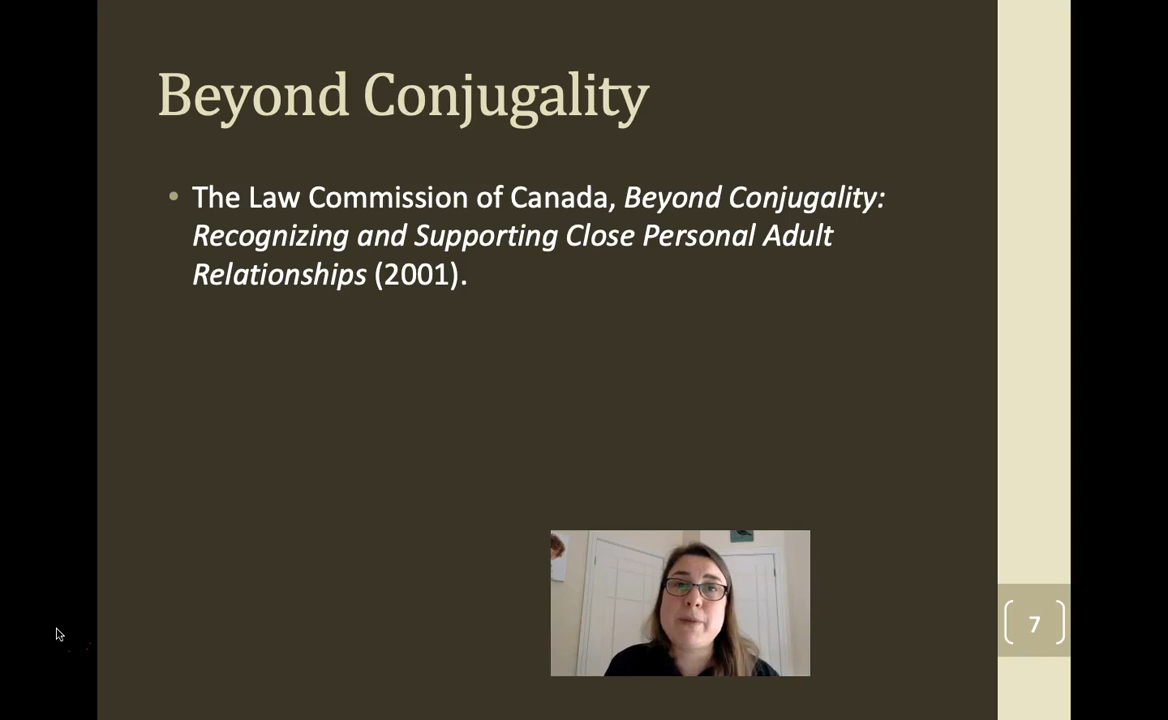 Beyond Conjugality
• The Law Commission of Canada, Beyond Conjugality:
Recognizing and Supporting Close Personal Adult
Relationships (2001).
7